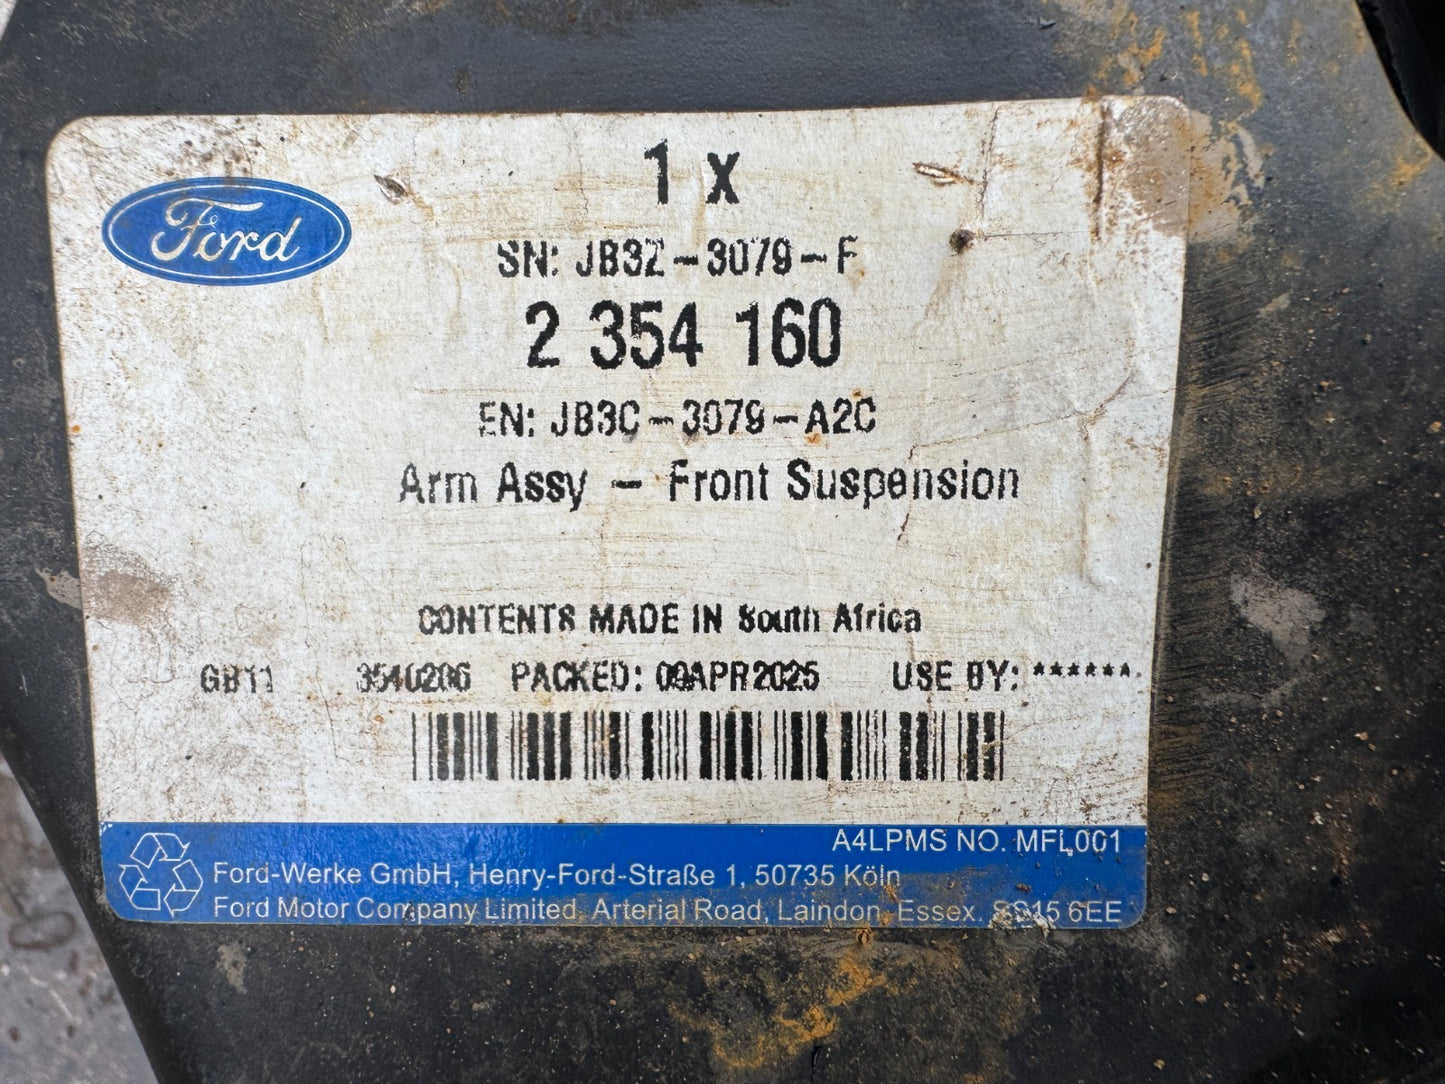 Ford
1 x
SN: JB3Z-3079-F
2 354 160
EN: JB3C-3079-A2C
Arm Assy - Front Suspension
CONTENTS MADE IN South Africa
GB11 3540206 PACKED: 09APR2025 USE BY: ******
A4LPMS NO. MFL001
Ford-Werke GmbH, Henry-Ford-Straße 1, 50735 Köln
Ford Motor Company Limited, Arterial Road, Laindon, Essex. SS15 6EE